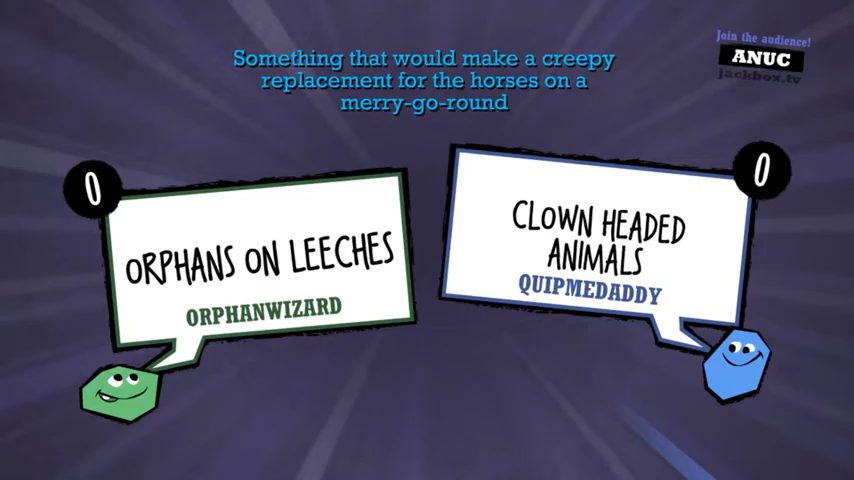 Something that would make a creepy
replacement for the horses on a
merry-go-round
Join the audience!
ANUC
jackbox.tv
0
ORPHANS ON LEECHES
ORPHANWIZARD
0
CLOWN HEADED
ANIMALS
QUIPMEDADDY